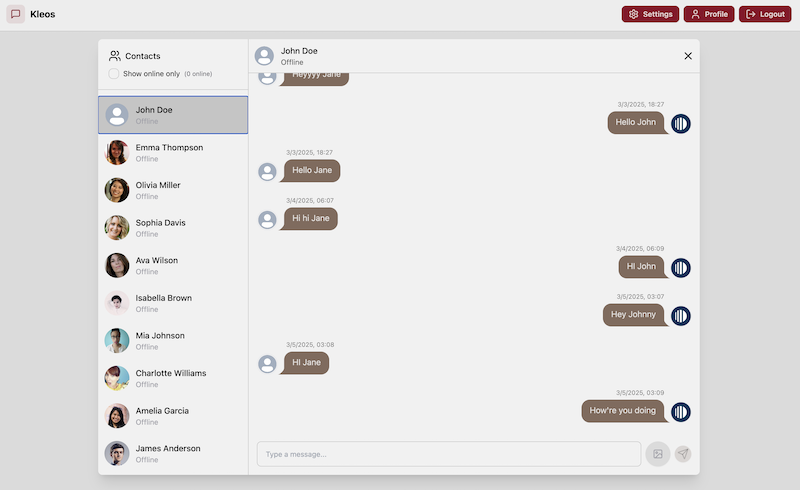 Kleos
Settings
Profile
Logout
Contacts
Show online only (0 online)
John Doe
Offline
Emma Thompson
Offline
Olivia Miller
Offline
Sophia Davis
Offline
Ava Wilson
Offline
Isabella Brown
Offline
Mia Johnson
Offline
Charlotte Williams
Offline
Amelia Garcia
Offline
James Anderson
Offline
John Doe
Offline
Heyyyy Jane
3/3/2025, 18:27
Hello John
3/3/2025, 18:27
Hello Jane
3/4/2025, 06:07
Hi hi Jane
3/4/2025, 06:09
HI John
3/5/2025, 03:07
Hey Johnny
3/5/2025, 03:08
HI Jane
3/5/2025, 03:09
How're you doing
Type a message...